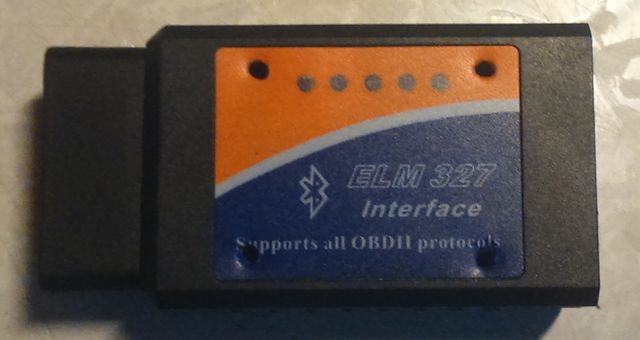 ELM 327
Interface
Supports all OBDII protocols